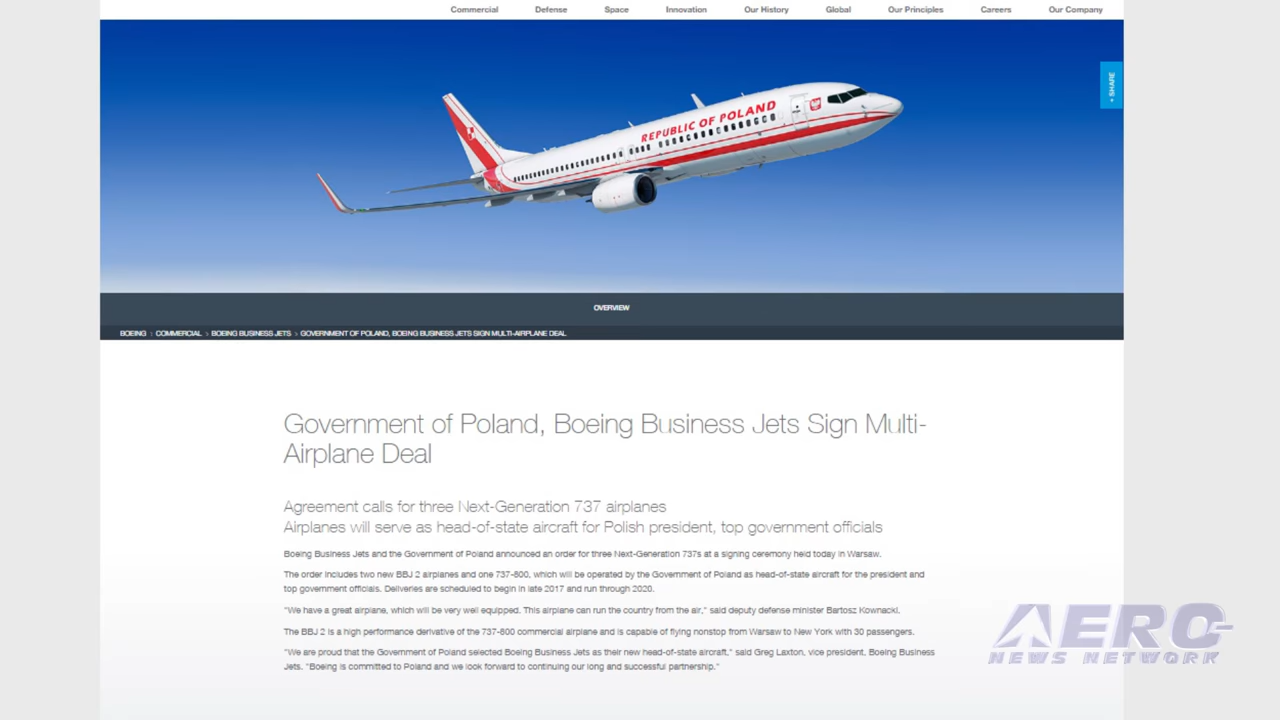 Commercial Defense Space Innovation Our History Global Our Principles Careers Our Company
+ SHARE
REPUBLIC OF POLAND
OVERVIEW
BOEING > COMMERCIAL > BOEING BUSINESS JETS > GOVERNMENT OF POLAND, BOEING BUSINESS JETS SIGN MULTI-AIRPLANE DEAL
Government of Poland, Boeing Business Jets Sign Multi-
Airplane Deal
Agreement calls for three Next-Generation 737 airplanes
Airplanes will serve as head-of-state aircraft for Polish president, top government officials
Boeing Business Jets and the Government of Poland announced an order for three Next-Generation 737s at a signing ceremony held today in Warsaw.
The order includes two new BBJ 2 airplanes and one 737-800, which will be operated by the Government of Poland as head-of-state aircraft for the president and
top government officials. Deliveries are scheduled to begin in late 2017 and run through 2020.
"We have a great airplane, which will be very well equipped. This airplane can run the country from the air," said deputy defense minister Bartosz Kownacki.
The BBJ 2 is a high performance derivative of the 737-800 commercial airplane and is capable of flying nonstop from Warsaw to New York with 30 passengers.
"We are proud that the Government of Poland selected Boeing Business Jets as their new head-of-state aircraft," said Greg Laxton, vice president, Boeing Business
Jets. "Boeing is committed to Poland and we look forward to continuing our long and successful partnership."
AERO
NEWS NETWORK